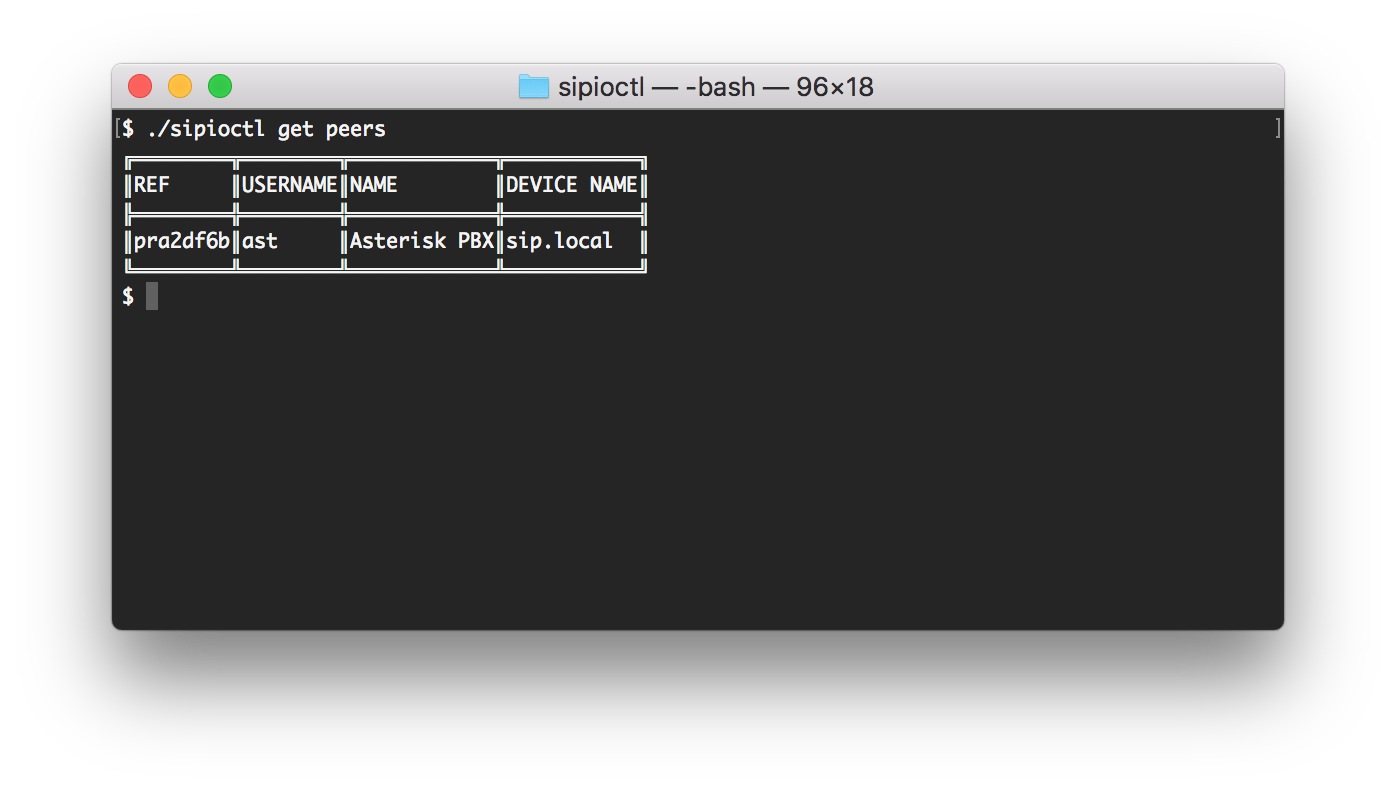 sipioctl — -bash — 96×18
[$ ./sipioctl get peers ]
REF USERNAME NAME DEVICE NAME
pra2df6b ast Asterisk PBX sip.local
$